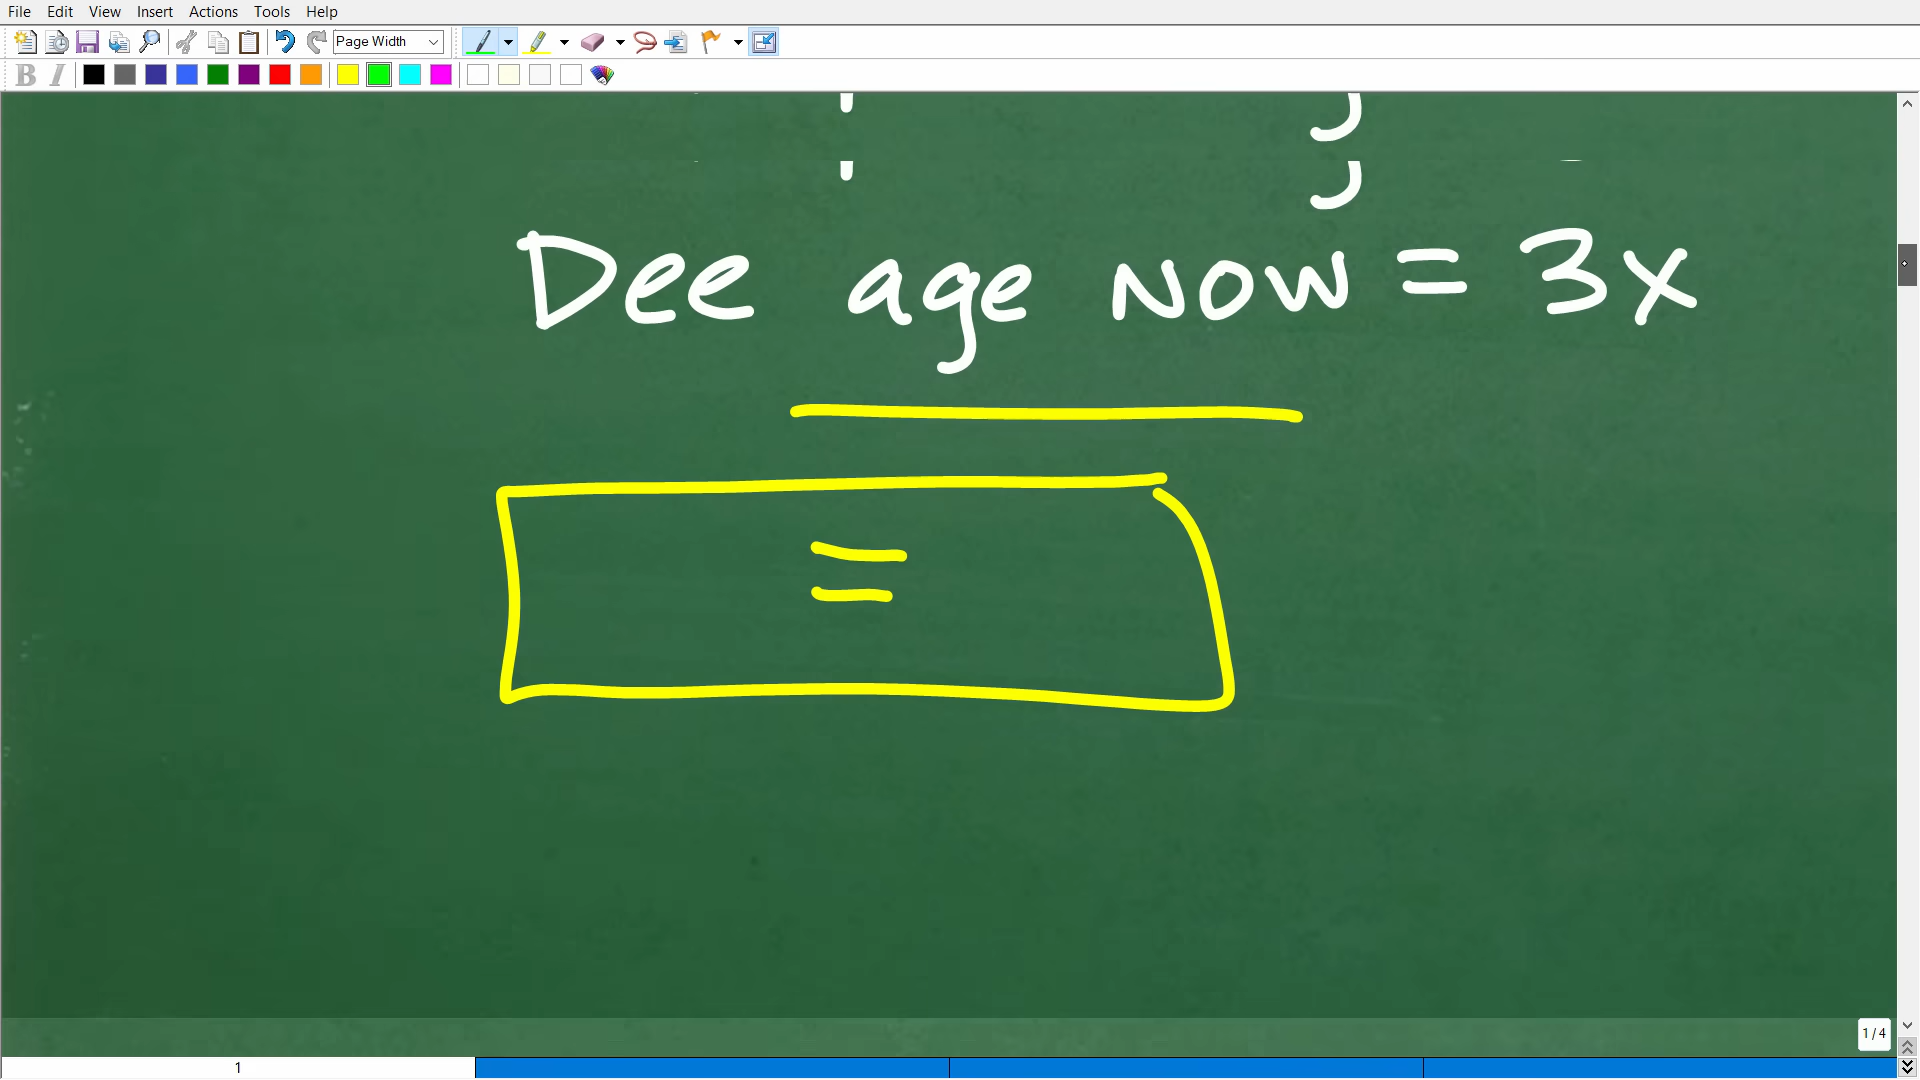 File Edit View Insert Actions Tools Help
Page Width
B I
Dee age now = 3x
=
1 / 4
1